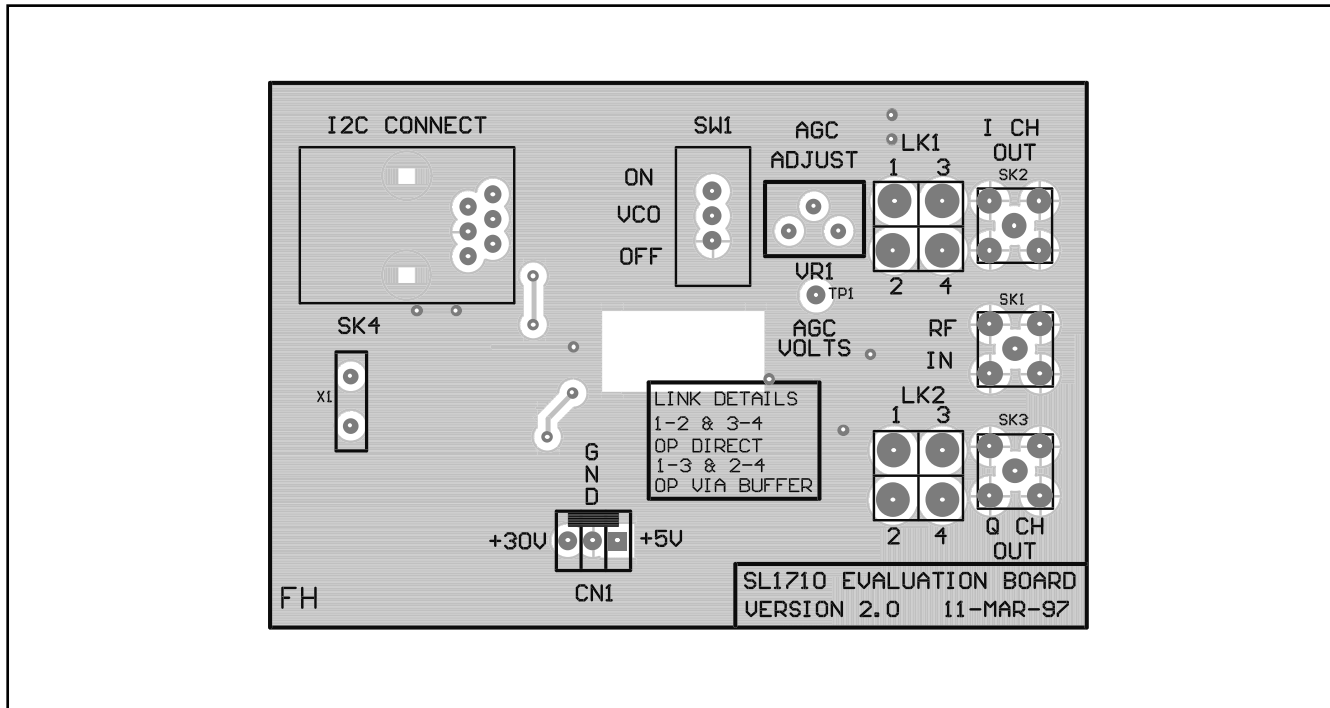 I2C CONNECT
SK4
X1
SW1
ON
VCO
OFF
AGC
ADJUST
VR1
TP1
AGC
VOLTS
LK1
1 3
2 4
I CH
OUT
SK2
SK1
RF
IN
LK2
1 3
2 4
SK3
Q CH
OUT
LINK DETAILS
1-2 & 3-4
OP DIRECT
1-3 & 2-4
OP VIA BUFFER
G
N
D
+30V
+5V
CN1
FH
SL1710 EVALUATION BOARD
VERSION 2.0 11-MAR-97